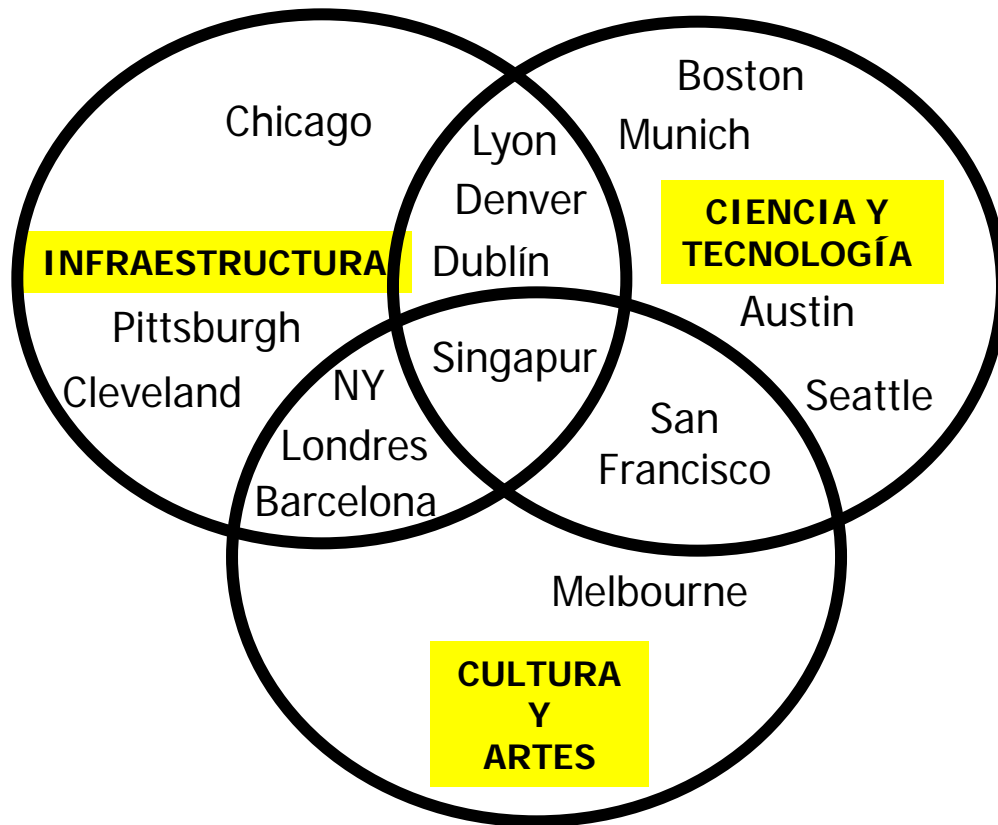 Boston
Chicago
Munich
Lyon
Denver
CIENCIA Y
TECNOLOGÍA
INFRAESTRUCTURA
Dublín
Austin
Pittsburgh
Singapur
NY
Cleveland
Seattle
San
Francisco
Londres
Barcelona
Melbourne
CULTURA
Y
ARTES